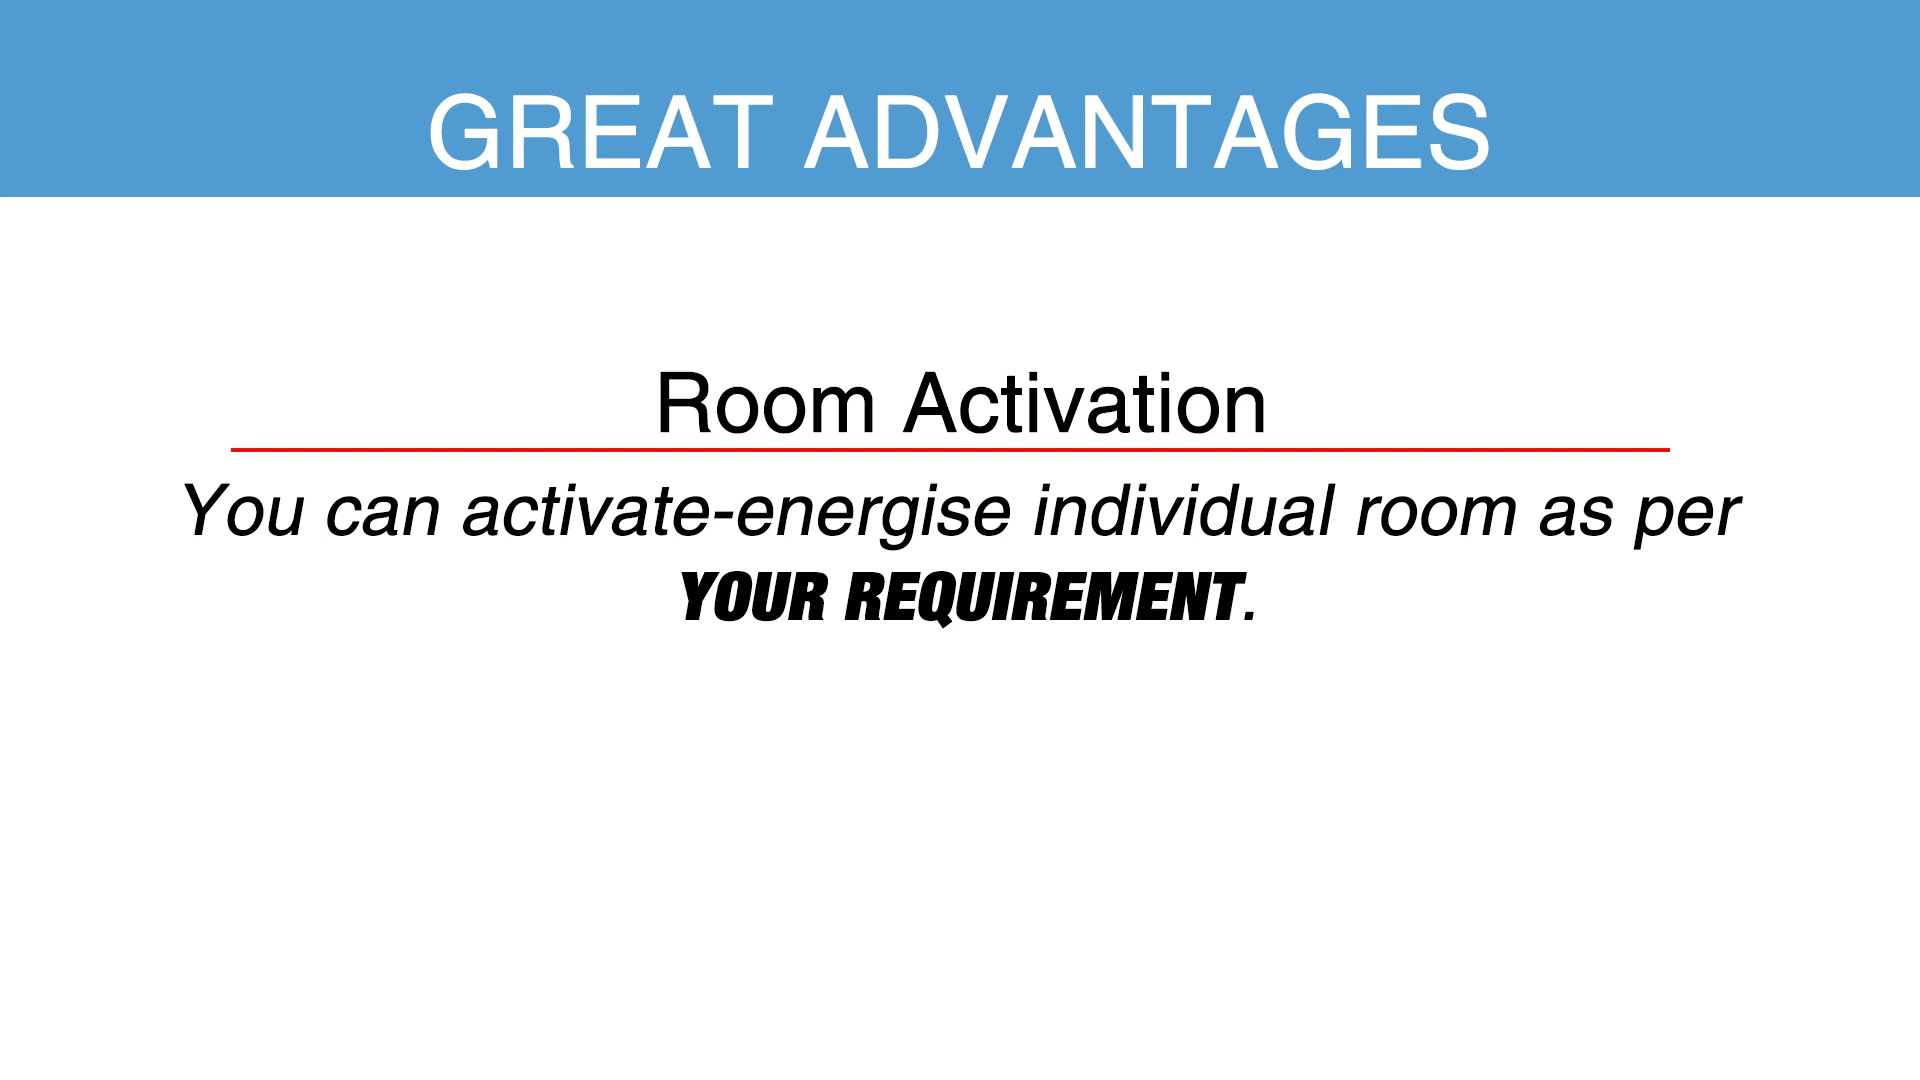 GREAT ADVANTAGES
Room Activation
You can activate-energise individual room as per
YOUR REQUIREMENT.